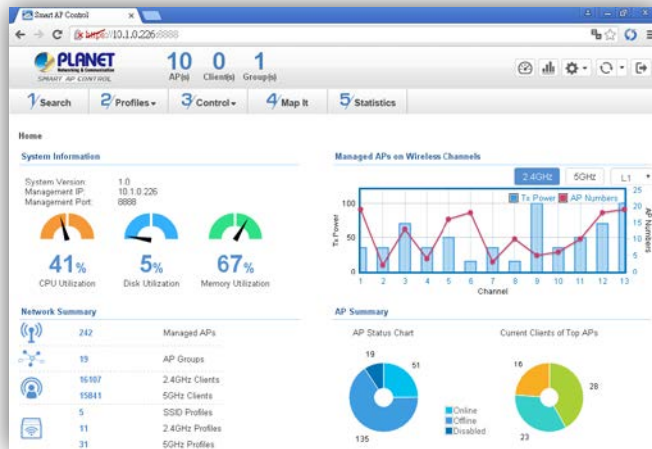 Smart AP Control
https://10.1.0.226:8888
PLANET
Networking & Communication
SMART AP CONTROL
10 0 1
AP(s) Client(s) Group(s)
1 Search 2 Profiles 3 Control 4 Map It 5 Statistics
Home
System Information
System Version: 1.0
Management IP: 10.1.0.226
Management Port: 8888
41% 5% 67%
CPU Utilization Disk Utilization Memory Utilization
Managed APs on Wireless Channels
2.4GHz 5GHz L1
Tx Power AP Numbers
100 50 0
Tx Power
25 20 15 10 5 0
AP Numbers
1 2 3 4 5 6 7 8 9 10 11 12 13
Channel
Network Summary
242 Managed APs
19 AP Groups
16107 2.4GHz Clients
15841 5GHz Clients
5 SSID Profiles
11 2.4GHz Profiles
31 5GHz Profiles
AP Summary
AP Status Chart
19 51
135
Online
Offline
Disabled
Current Clients of Top APs
16 28
23